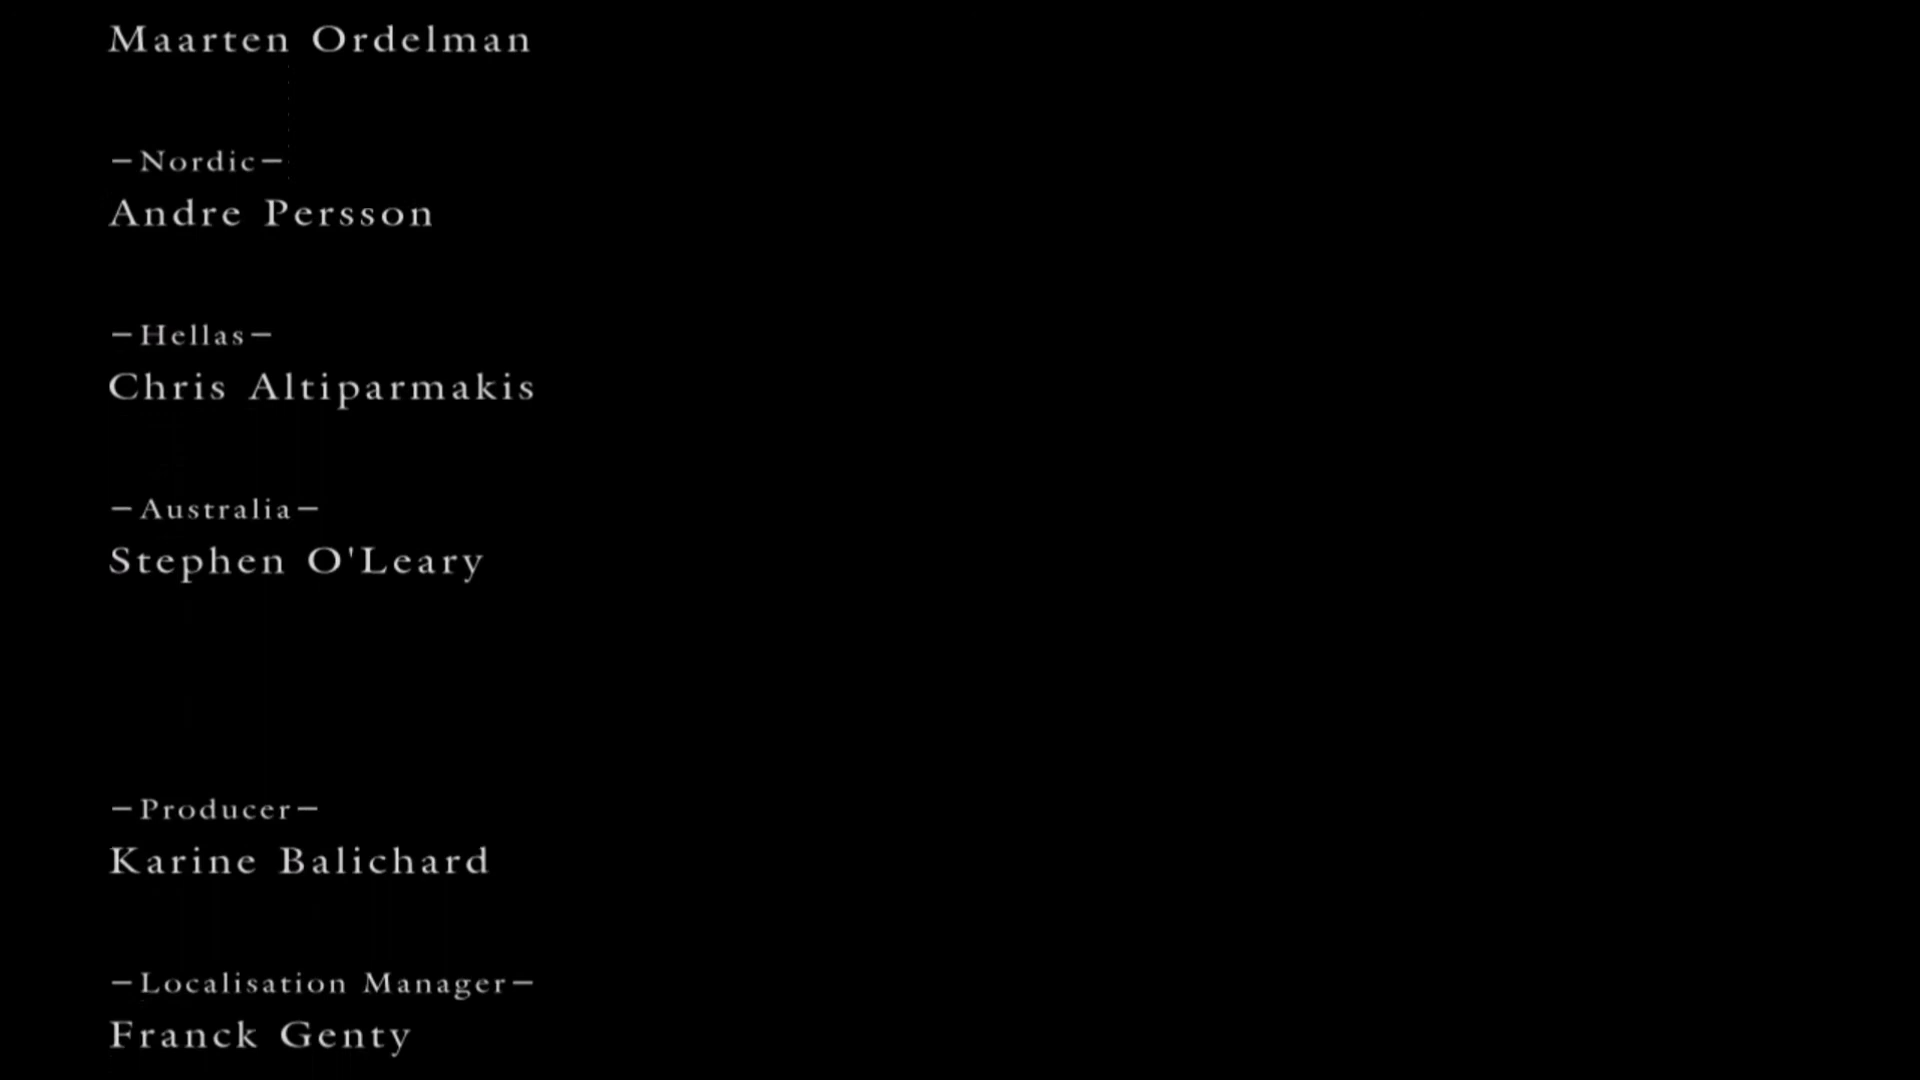 Maarten Ordelman
—Nordic—
Andre Persson
—Hellas—
Chris Altiparmakis
—Australia—
Stephen O'Leary
—Producer—
Karine Balichard
—Localisation Manager—
Franck Genty